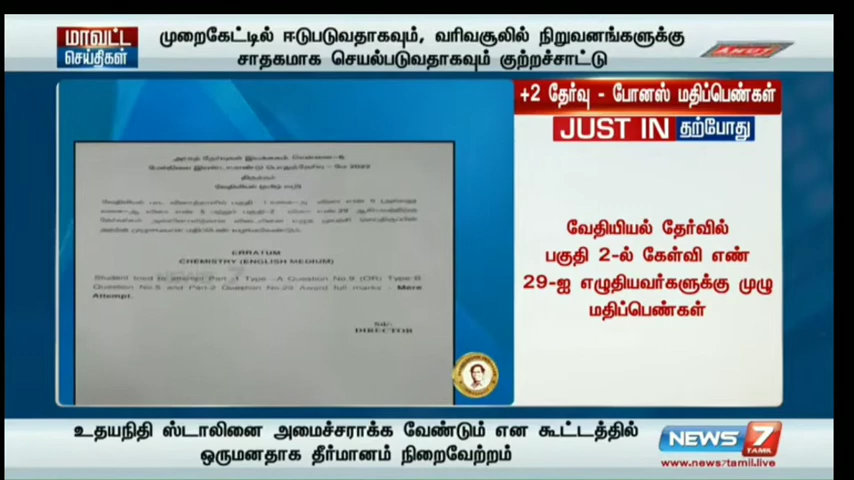 மாவட்ட
செய்திகள்
முறைகேட்டில் ஈடுபடுவதாகவும், வரிவசூலில் நிறுவனங்களுக்கு
சாதகமாக செயல்படுவதாகவும் குற்றச்சாட்டு
+2 தேர்வு - போனஸ் மதிப்பெண்கள்
JUST IN தற்போது
வேதியியல் தேர்வில்
பகுதி 2-ல் கேள்வி எண்
29-ஐ எழுதியவர்களுக்கு முழு
மதிப்பெண்கள்
ERRATUM
CHEMISTRY (ENGLISH MEDIUM)
Student tried to attempt Part -I Type -A Question No.9 (OR) Type-B
Question No.5 and Part-2 Question No.29 Award full marks - Mere
Attempt.
Sd/-
DIRECTOR
உதயநிதி ஸ்டாலினை அமைச்சராக்க வேண்டும் என கூட்டத்தில்
ஒருமனதாக தீர்மானம் நிறைவேற்றம்
NEWS 7
TAMIL
www.news7tamil.live